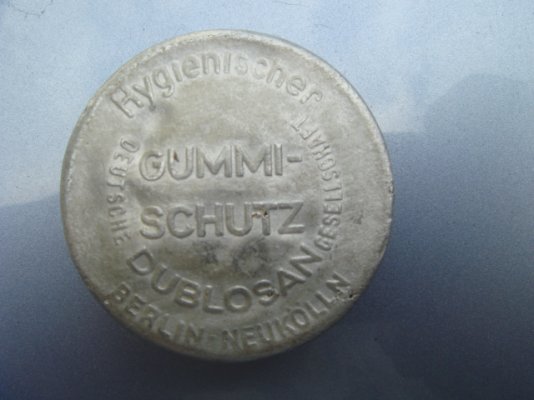 Hygienischer
GUMMI-
SCHUTZ
DUBLOSAN
DEUTSCHE
GESELLSCHAFT
BERLIN-NEUKÖLLN